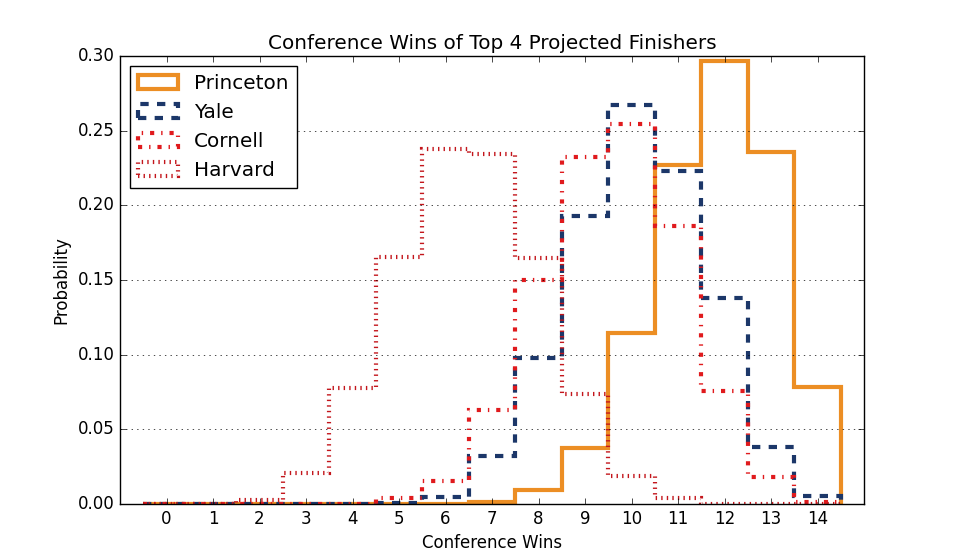 Conference Wins of Top 4 Projected Finishers
Princeton
Yale
Cornell
Harvard
0.30
0.25
0.20
0.15
0.10
0.05
0.00
Probability
0 1 2 3 4 5 6 7 8 9 10 11 12 13 14
Conference Wins